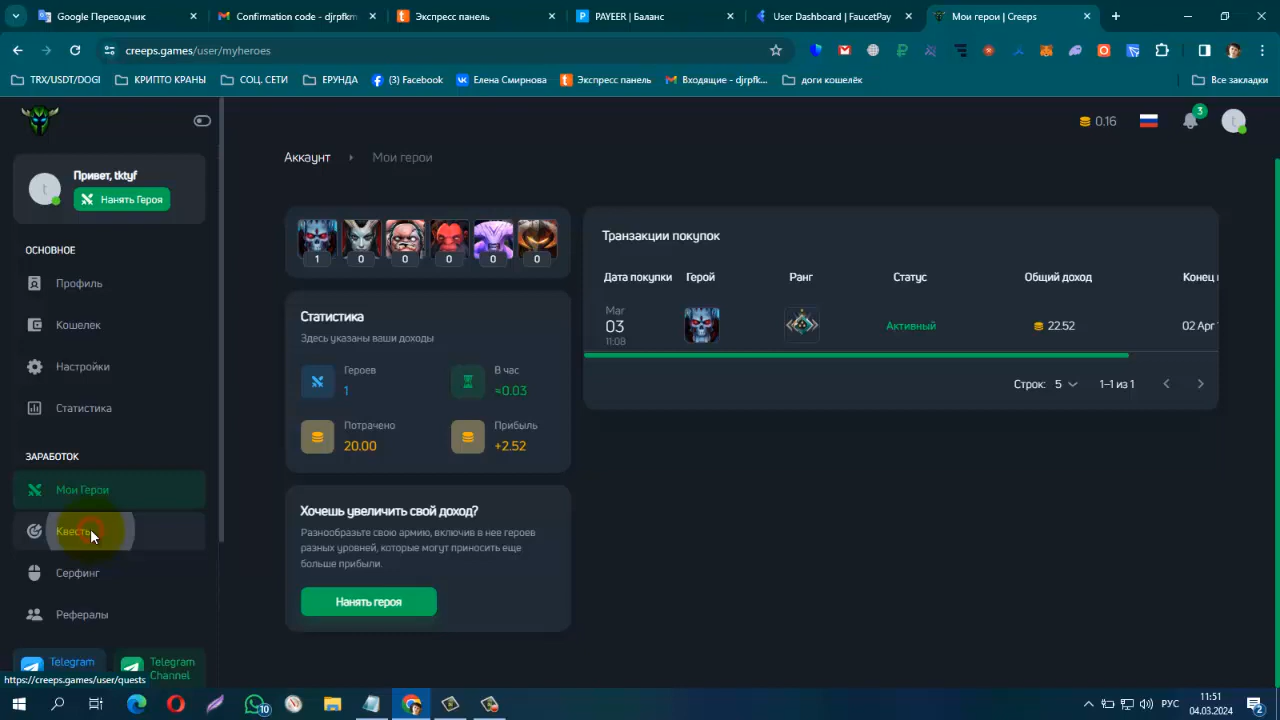 Google Переводчик
Confirmation code - djrpfkm
Экспресс панель
PAYEER | Баланс
User Dashboard | FaucetPay
Мои герои | Creeps
creeps.games/user/myheroes
TRX/USDT/DOGI
КРИПТО КРАНЫ
СОЦ. СЕТИ
ЕРУНДА
(3) Facebook
Елена Смирнова
Экспресс панель
Входящие - djrpfk...
доги кошелёк
Все закладки
0.16
3
t
Привет, tktyf
t
Нанять Героя
Аккаунт
Мои герои
ОСНОВНОЕ
Профиль
Кошелек
Настройки
Статистика
ЗАРАБОТОК
Мои Герои
Квесты
Серфинг
Рефералы
Telegram
Telegram
Channel
1 0 0 0 0 0
Статистика
Здесь указаны ваши доходы
Героев
1
В час
≈0.03
Потрачено
20.00
Прибыль
+2.52
Хочешь увеличить свой доход?
Разнообразьте свою армию, включив в нее героев
разных уровней, которые могут приносить еще
больше прибыли.
Нанять героя
Транзакции покупок
Дата покупки Герой Ранг Статус Общий доход Конец
Mar
03
11:08
Активный
22.52
02 Apr
Строк: 5
1–1 из 1
https://creeps.games/user/quests
10
РУС
11:51
04.03.2024
2